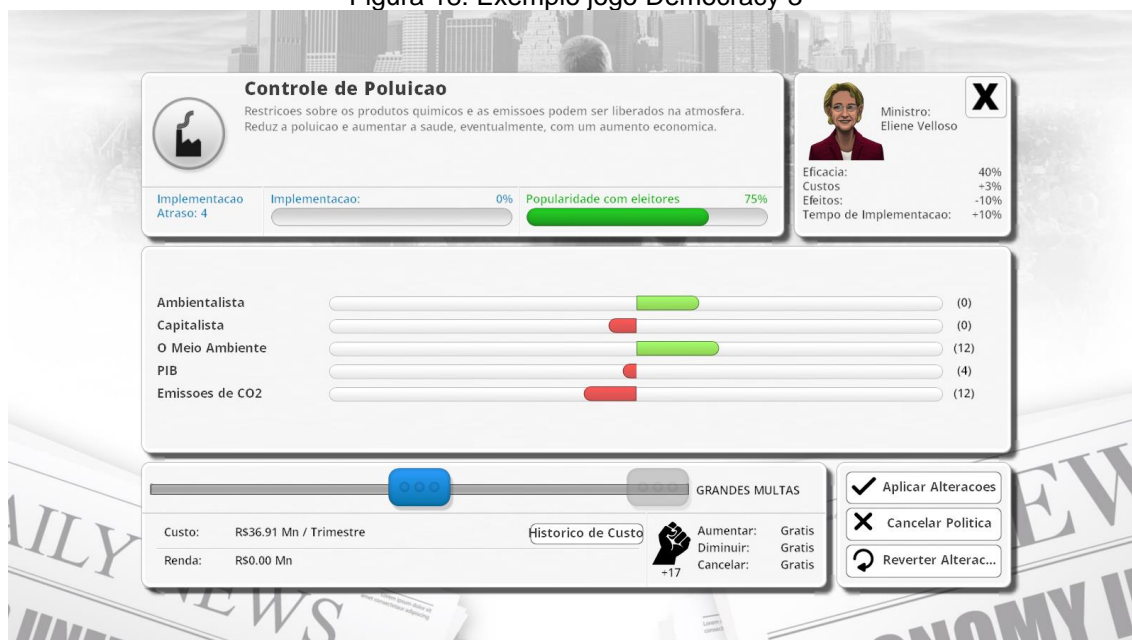 Figura 18. Exemplo jogo Democracy 3
Controle de Poluicao
Restricoes sobre os produtos quimicos e as emissoes podem ser liberados na atmosfera.
Reduz a poluicao e aumentar a saude, eventualmente, com um aumento economica.
Implementacao
Atraso: 4
Implementacao: 0%
Popularidade com eleitores 75%
X
Ministro:
Eliene Velloso
Eficacia: 40%
Custos +3%
Efeitos: -10%
Tempo de Implementacao: +10%
Ambientalista (0)
Capitalista (0)
O Meio Ambiente (12)
PIB (4)
Emissoes de CO2 (12)
GRANDES MULTAS
Custo: R$36.91 Mn / Trimestre
Renda: R$0.00 Mn
Historico de Custo
+17
Aumentar: Gratis
Diminuir: Gratis
Cancelar: Gratis
Aplicar Alteracoes
Cancelar Politica
Reverter Alterac...
AILY
NEWS
NEW
ONOMY